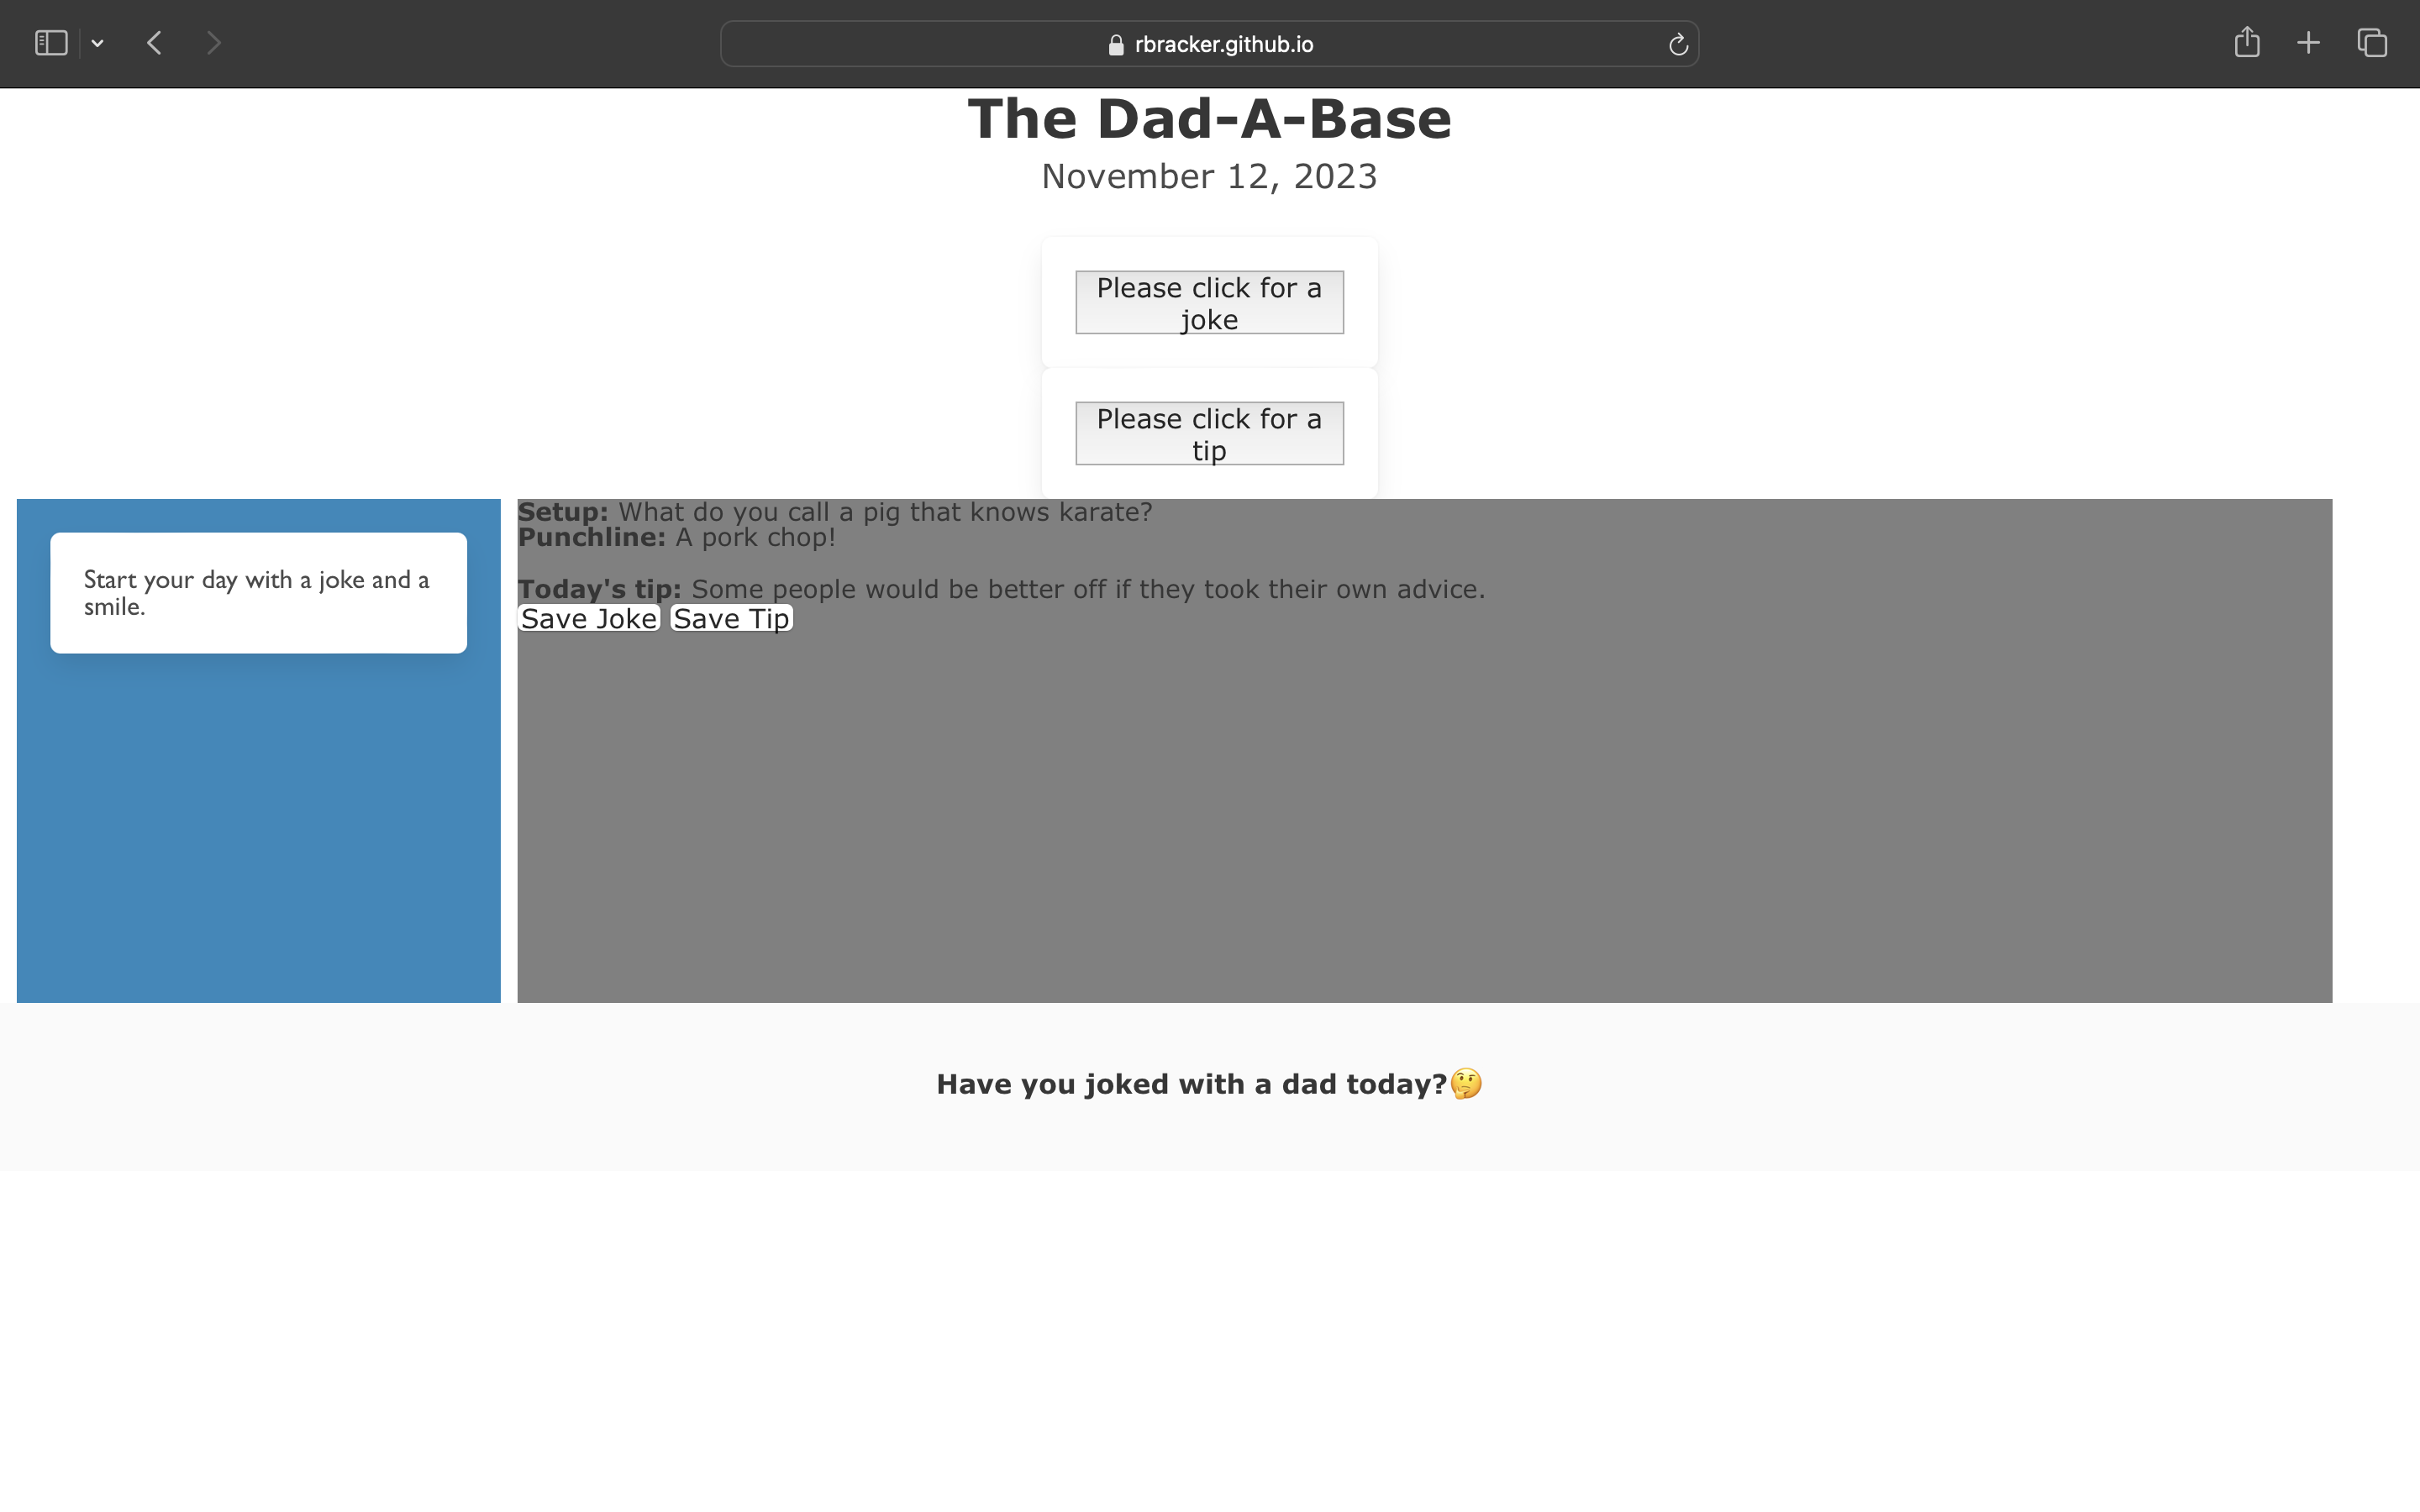 rbracker.github.io
The Dad-A-Base
November 12, 2023
Please click for a
joke
Please click for a
tip
Start your day with a joke and a
smile.
Setup: What do you call a pig that knows karate?
Punchline: A pork chop!
Today's tip: Some people would be better off if they took their own advice.
Save Joke Save Tip
Have you joked with a dad today?🤔